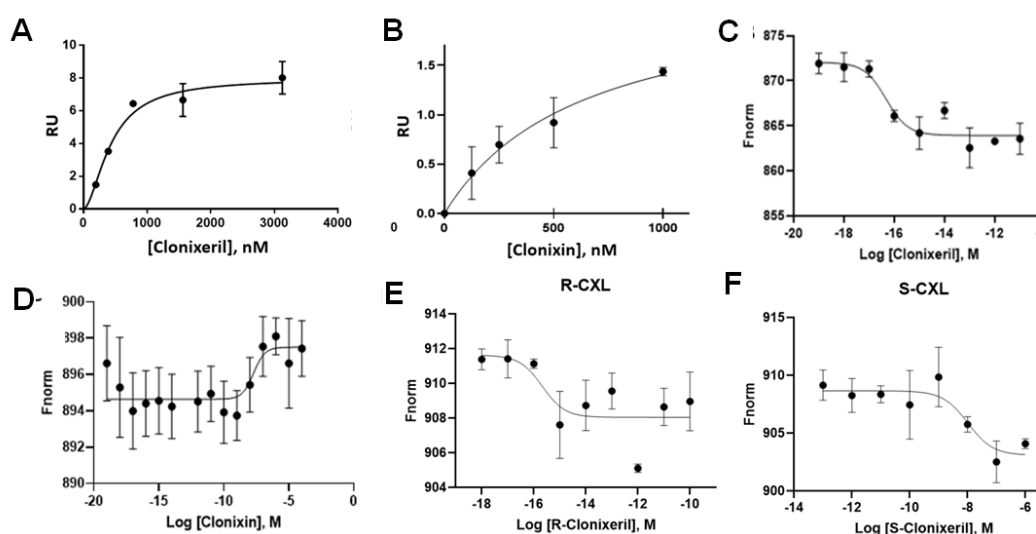 A
10
8
6
4
2
0
RU
0 1000 2000 3000 4000
[Clonixeril], nM
B
1.5
1.0
0.5
0.0
0
RU
0 500 1000
[Clonixin], nM
C
875
870
865
860
855
Fnorm
-20 -18 -16 -14 -12
Log [Clonixeril], M
D
900
898
896
894
892
890
Fnorm
-20 -15 -10 -5 0
Log [Clonixin], M
E
R-CXL
914
912
910
908
906
904
Fnorm
-18 -16 -14 -12 -10
Log [R-Clonixeril], M
F
S-CXL
915
910
905
900
Fnorm
-14 -12 -10 -8 -6
Log [S-Clonixeril], M